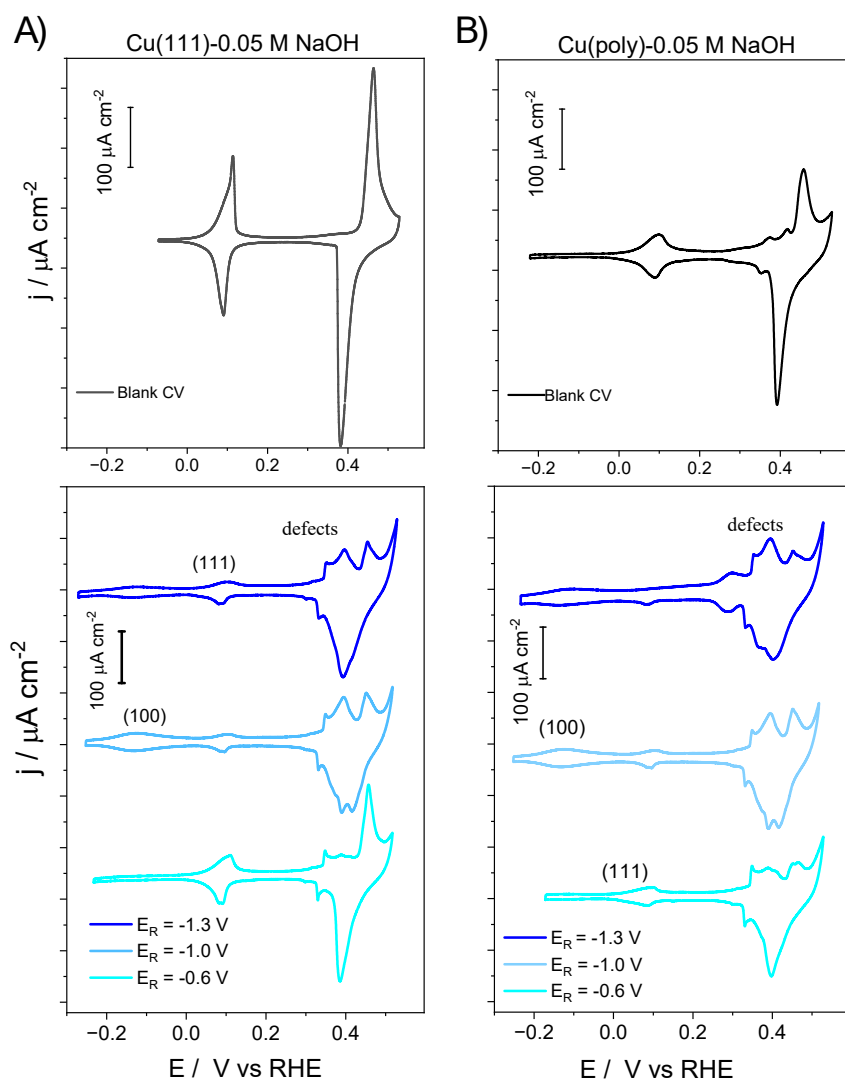 A)
Cu(111)-0.05 M NaOH
−0.2 0.0 0.2 0.4
100 μA cm-2
j / μA cm-2
Blank CV
(111)
defects
100 μA cm-2
(100)
j / μA cm-2
ER = -1.3 V
ER = -1.0 V
ER = -0.6 V
−0.2 0.0 0.2 0.4
E / V vs RHE
B)
Cu(poly)-0.05 M NaOH
100 μA cm-2
Blank CV
−0.2 0.0 0.2 0.4
defects
100 μA cm-2
(100)
(111)
ER = -1.3 V
ER = -1.0 V
ER = -0.6 V
−0.2 0.0 0.2 0.4
E / V vs RHE